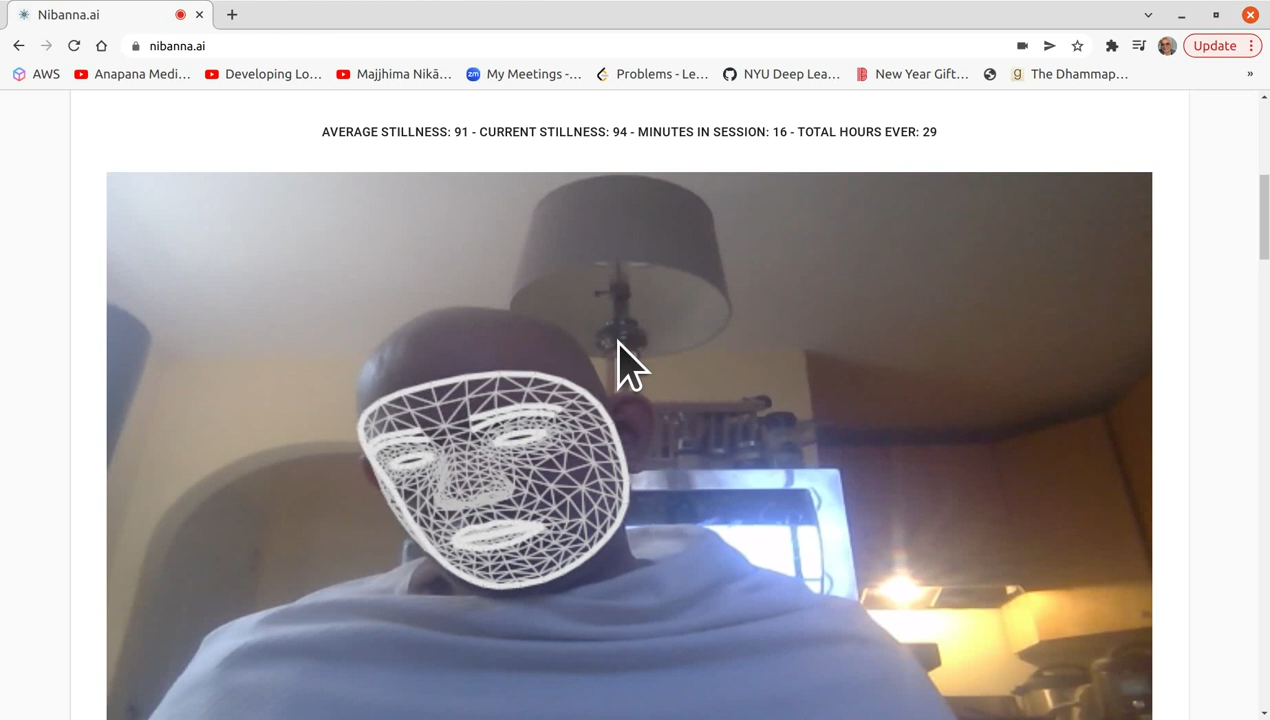 Nibanna.ai
nibanna.ai
Update
AWS
Anapana Medi...
Developing Lo...
Majjhima Nikā...
zm
My Meetings -...
Problems - Le...
NYU Deep Lea...
New Year Gift...
g
The Dhammap...
»
AVERAGE STILLNESS: 91 - CURRENT STILLNESS: 94 - MINUTES IN SESSION: 16 - TOTAL HOURS EVER: 29